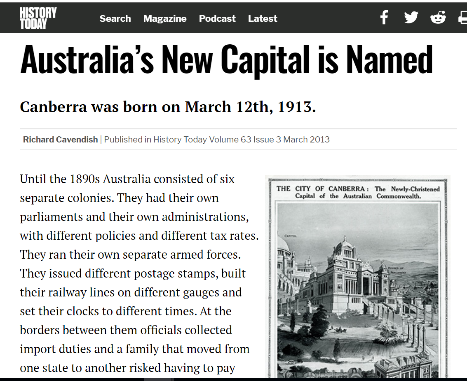 HISTORY
TODAY
Search Magazine Podcast Latest
Australia's New Capital is Named
Canberra was born on March 12th, 1913.
Richard Cavendish | Published in History Today Volume 63 Issue 3 March 2013
Until the 1890s Australia consisted of six
separate colonies. They had their own
parliaments and their own administrations,
with different policies and different tax rates.
They ran their own separate armed forces.
They issued different postage stamps, built
their railway lines on different gauges and
set their clocks to different times. At the
borders between them officials collected
import duties and a family that moved from
one state to another risked having to pay
THE CITY OF CANBERRA: The Newly-Christened
Capital of the Australian Commonwealth.